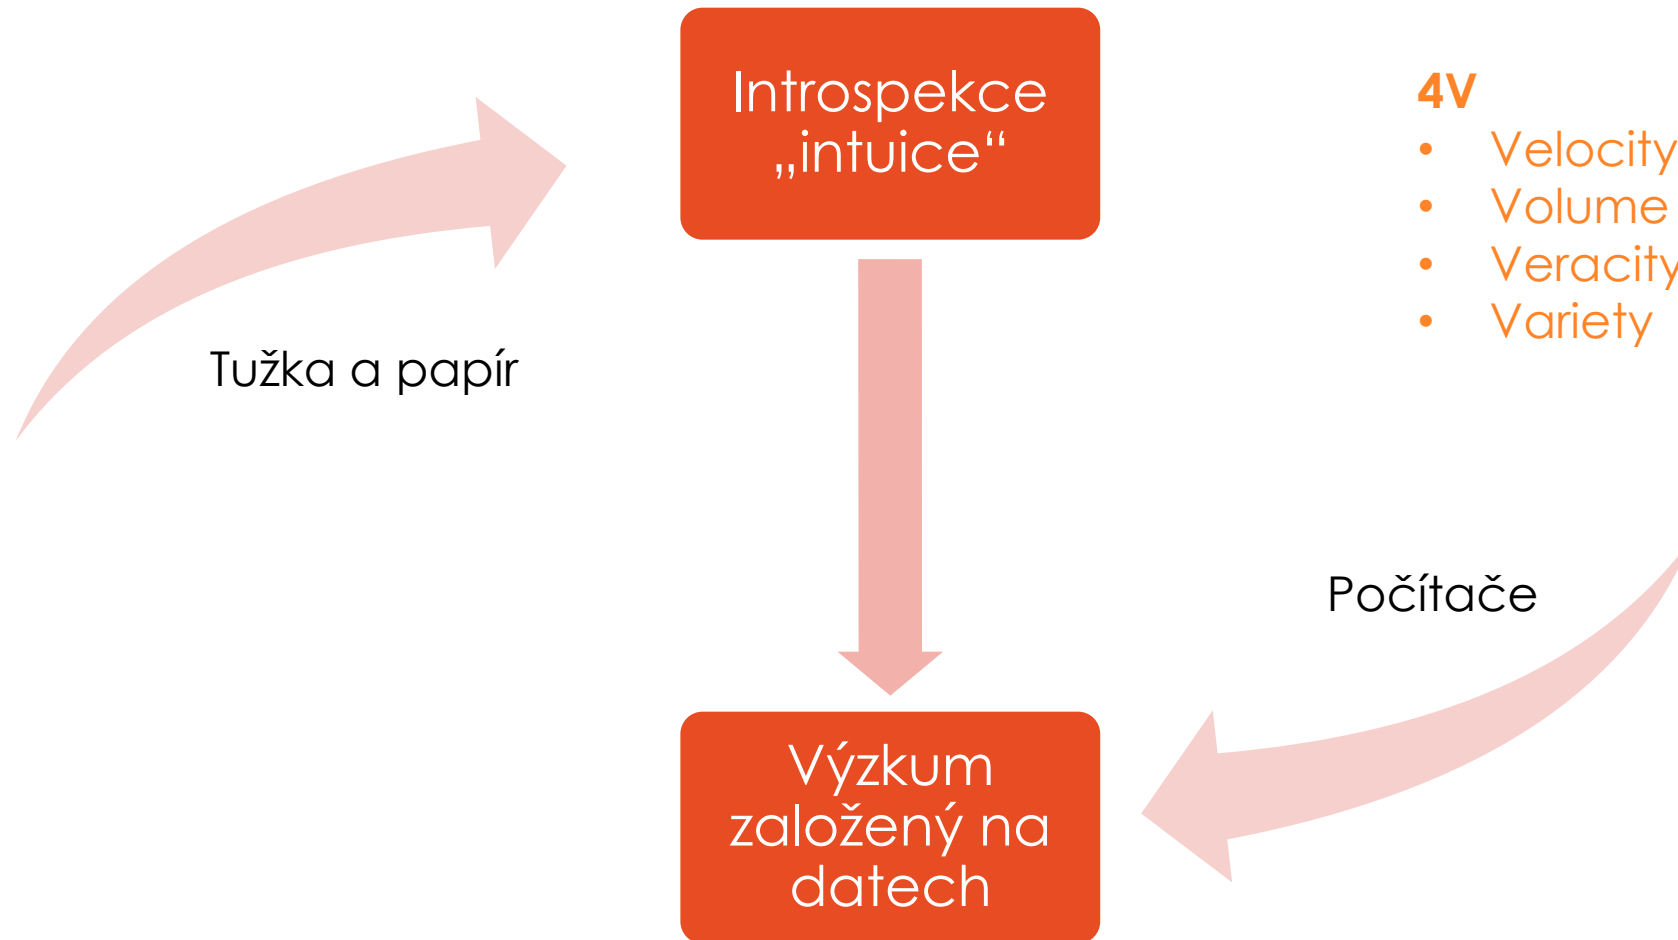 Introspekce
„intuice“
4V
• Velocity
• Volume
• Veracity
• Variety
Tužka a papír
Počítače
Výzkum
založený na
datech